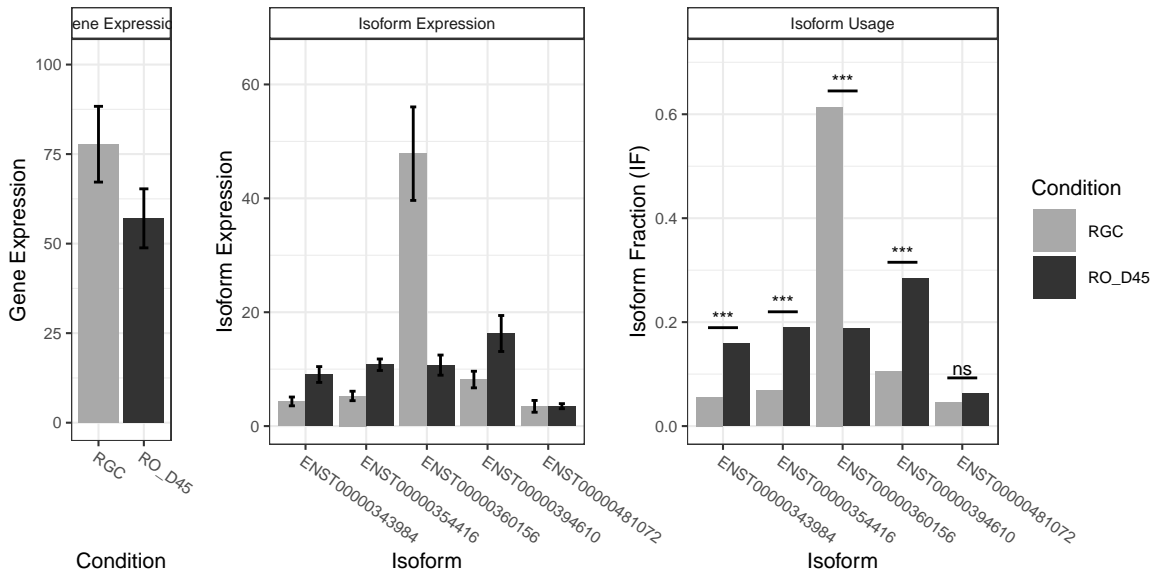 ene Expressio
Gene Expression
100
75
50
25
0
RGC
RO_D45
Condition
Isoform Expression
Isoform Expression
60
40
20
0
ENST00000343984
ENST00000354416
ENST00000360156
ENST00000394610
ENST00000481072
Isoform
Isoform Usage
Isoform Fraction (IF)
0.6
0.4
0.2
0.0
***
***
***
***
ns
ENST00000343984
ENST00000354416
ENST00000360156
ENST00000394610
ENST00000481072
Isoform
Condition
RGC
RO_D45